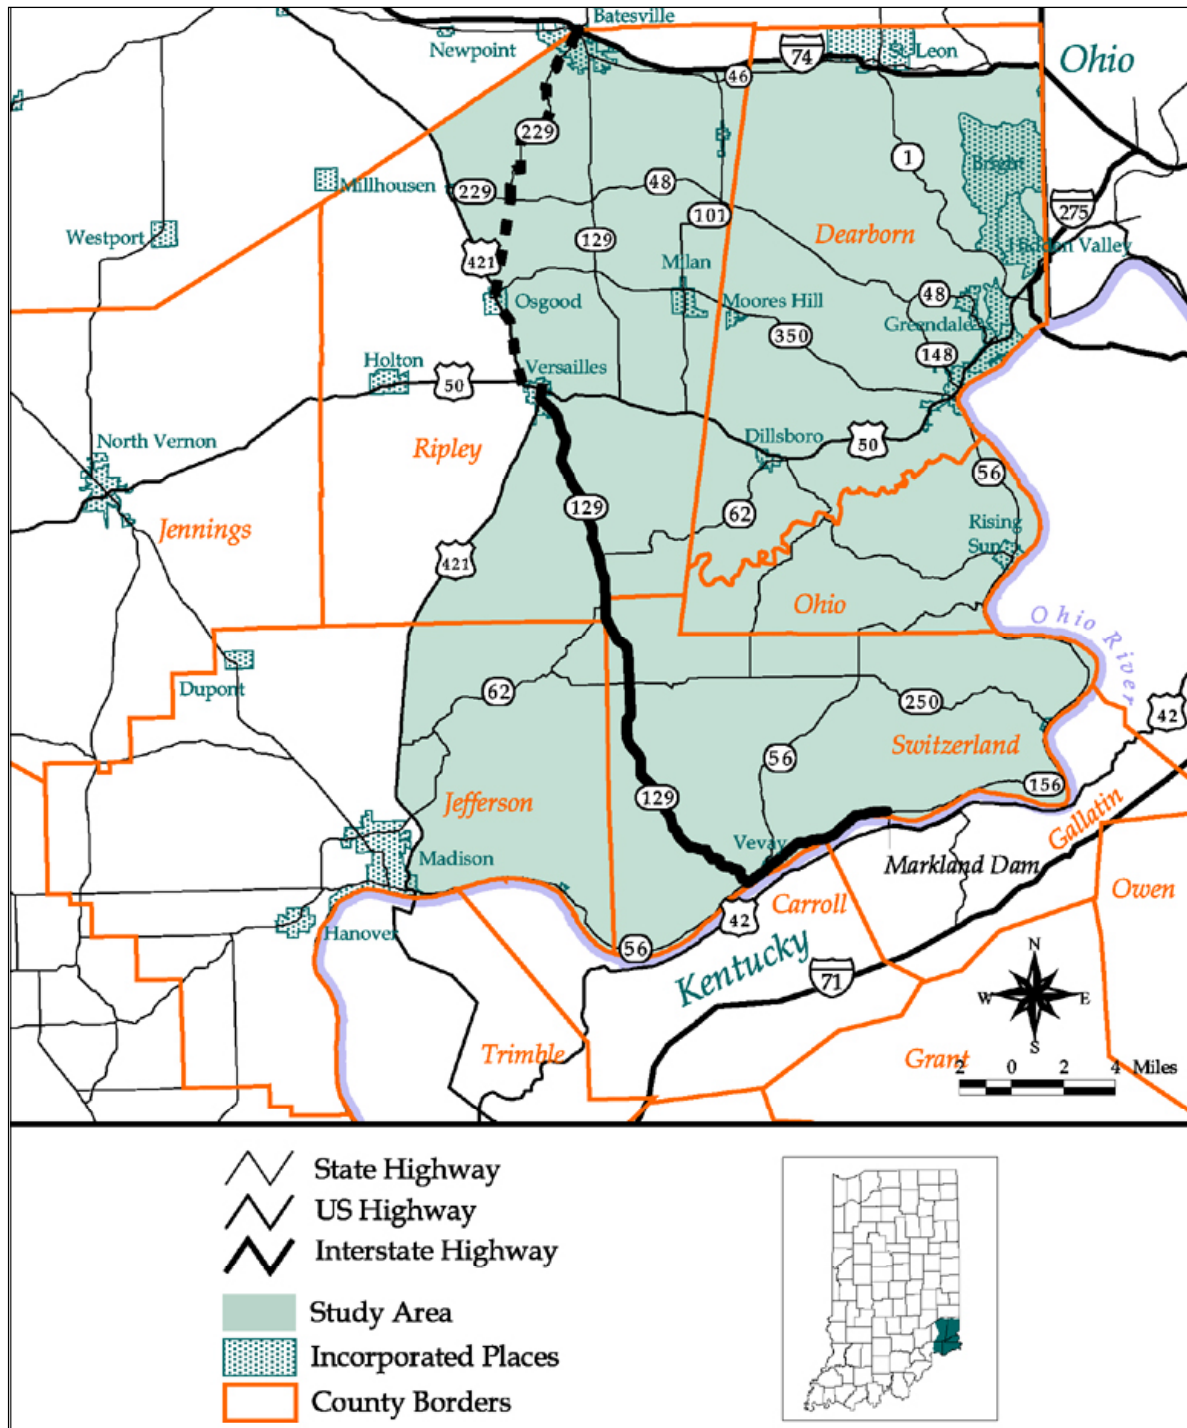 Batesville
Newpoint
74
St. Leon
Ohio
46
229
1
Bright
Millhusen
229
48
101
275
Westport
129
Dearborn
Hidden Valley
421
Milan
Osgood
Moores Hill
48
Greendale
350
148
Holton
50
Versailles
North Vernon
Ripley
Dillsboro
50
56
129
62
Rising
Sun
Jennings
421
Ohio
Ohio River
Dupont
62
250
42
Switzerland
56
156
Jefferson
129
Gallatin
Madison
Vevay
Markland Dam
Owen
Carroll
42
Hanover
56
Kentucky
71
N
W E
S
Trimble
Grant
2 0 2 4 Miles
State Highway
US Highway
Interstate Highway
Study Area
Incorporated Places
County Borders